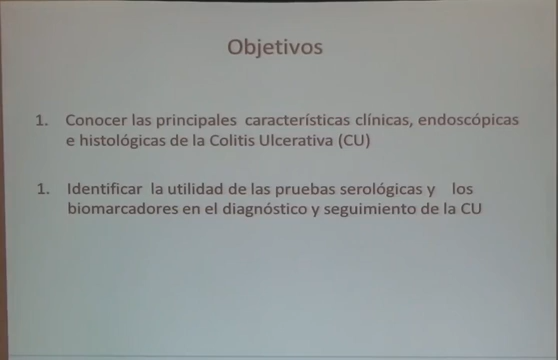 Objetivos
1. Conocer las principales características clínicas, endoscópicas
e histológicas de la Colitis Ulcerativa (CU)
1. Identificar la utilidad de las pruebas serológicas y los
biomarcadores en el diagnóstico y seguimiento de la CU